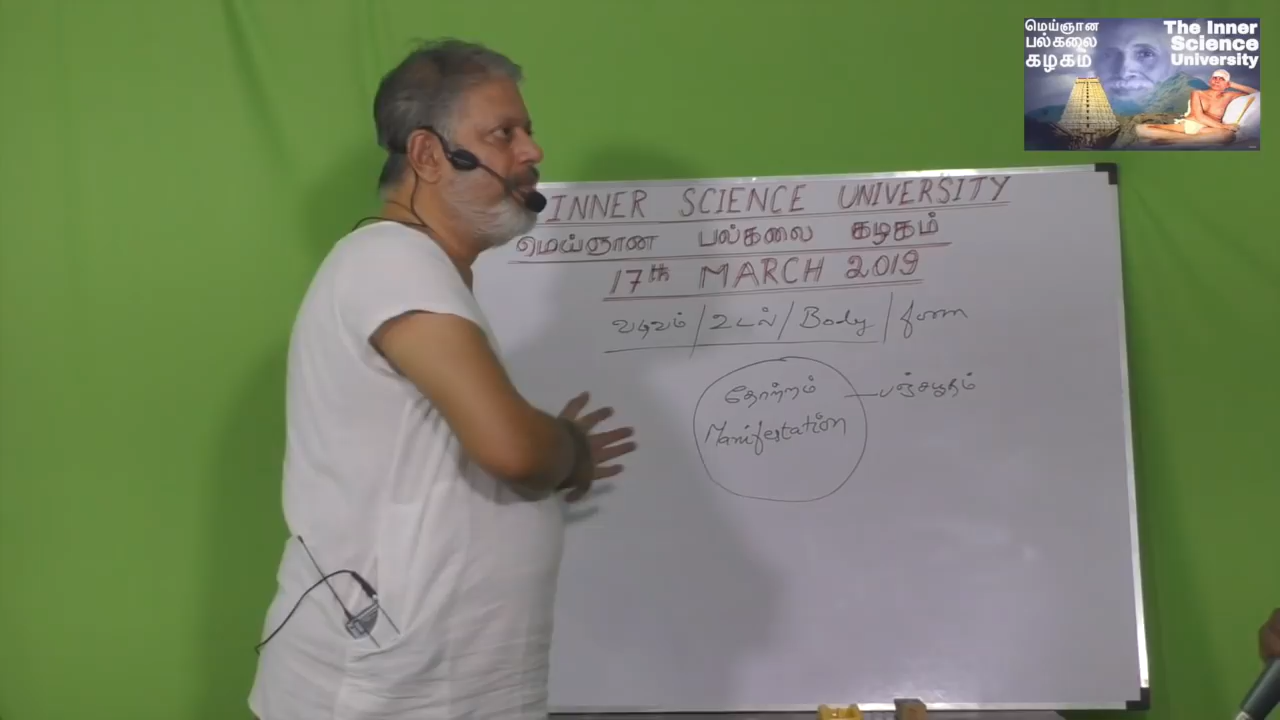 மெய்ஞான
பல்கலை
கழகம்
The Inner
Science
University
INNER SCIENCE UNIVERSITY
மெய்ஞான பல்கலை கழகம்
17th MARCH 2019
வடிவம் / உடல் / Body / form
தோற்றம்
Manifestation
பஞ்சபூதம்